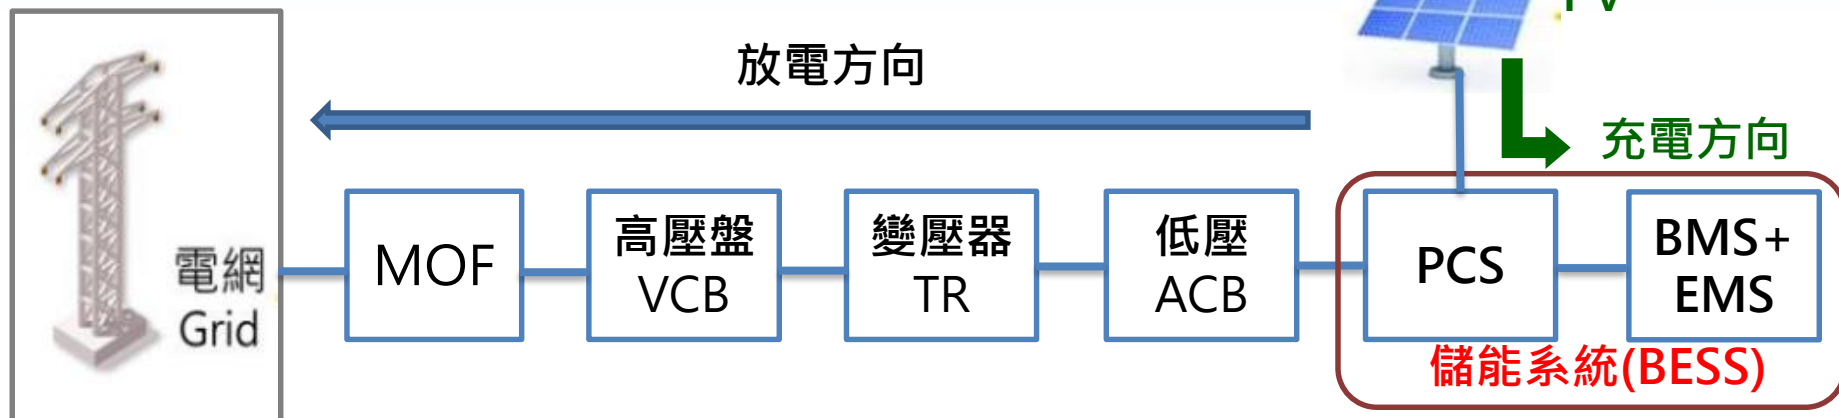 PV
放電方向
充電方向
電網
Grid
MOF
高壓盤
VCB
變壓器
TR
低壓
ACB
PCS
BMS+
EMS
儲能系統(BESS)